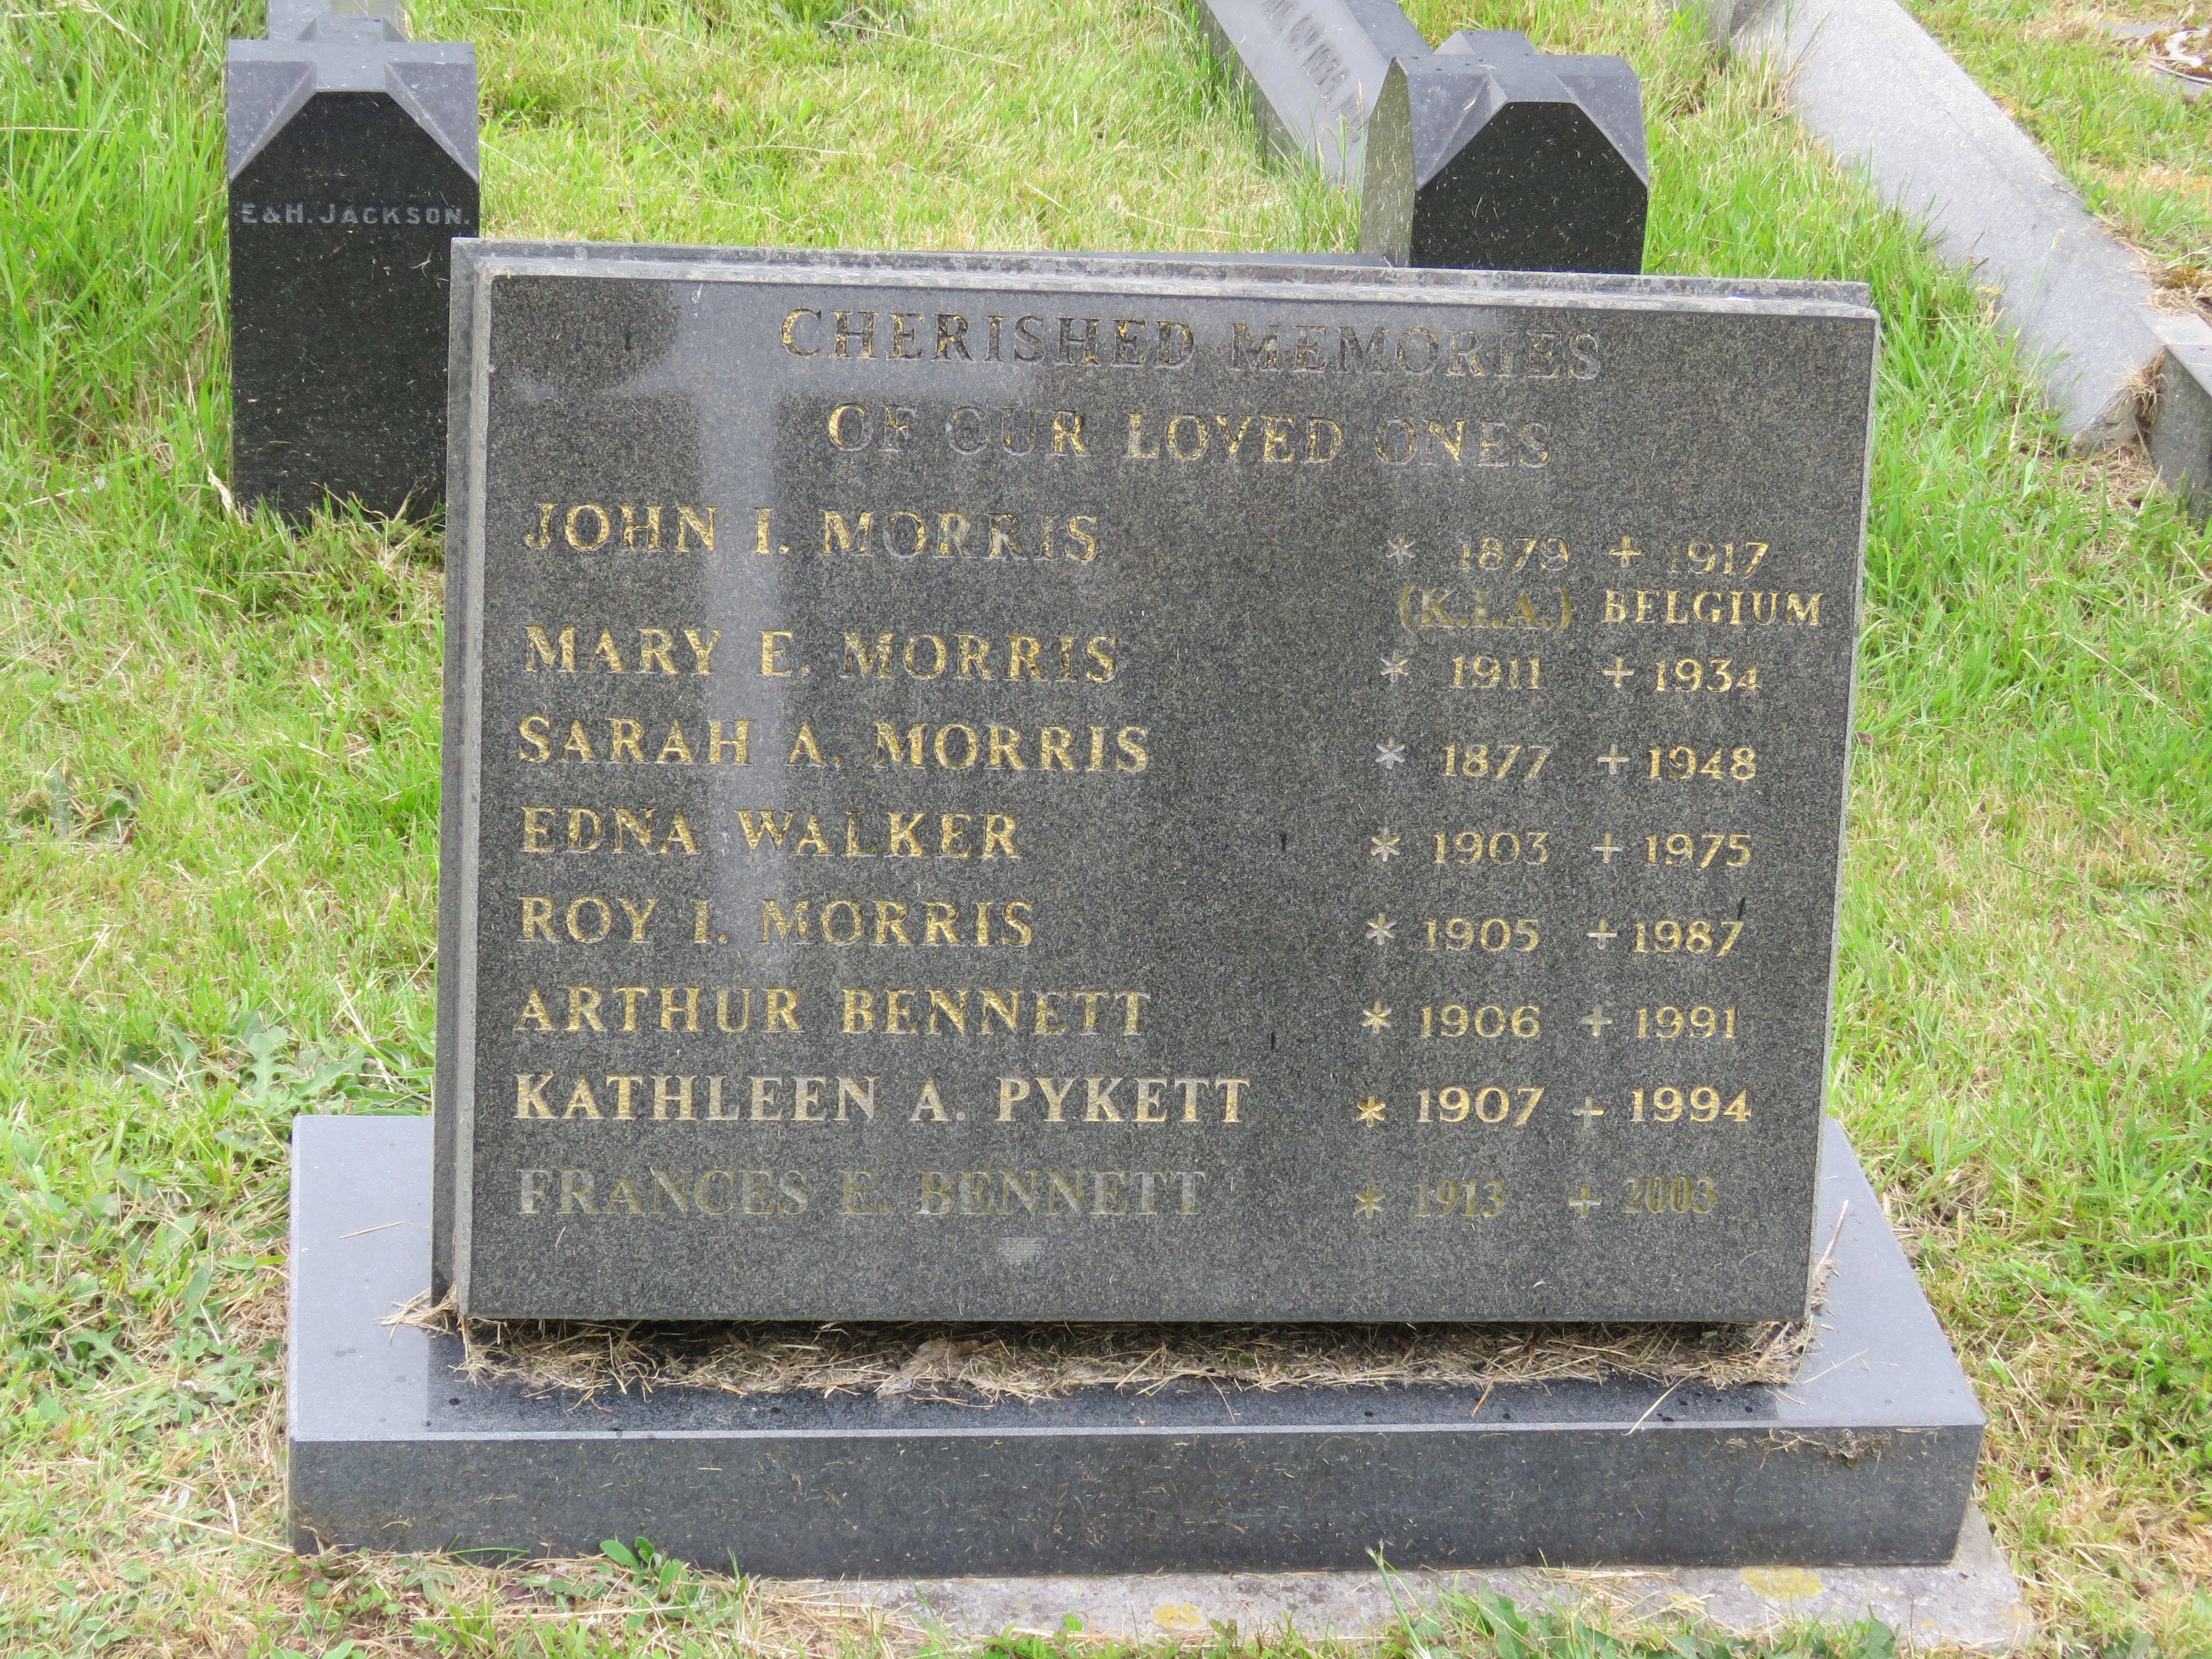 E & H. JACKSON.
CHERISHED MEMORIES
OF OUR LOVED ONES
JOHN I. MORRIS * 1879 + 1917
(K.I.A.) BELGIUM
MARY E. MORRIS * 1911 + 1934
SARAH A. MORRIS * 1877 + 1948
EDNA WALKER * 1903 + 1975
ROY I. MORRIS * 1905 + 1987
ARTHUR BENNETT * 1906 + 1991
KATHLEEN A. PYKETT * 1907 + 1994
FRANCES E. BENNETT * 1913 + 2003